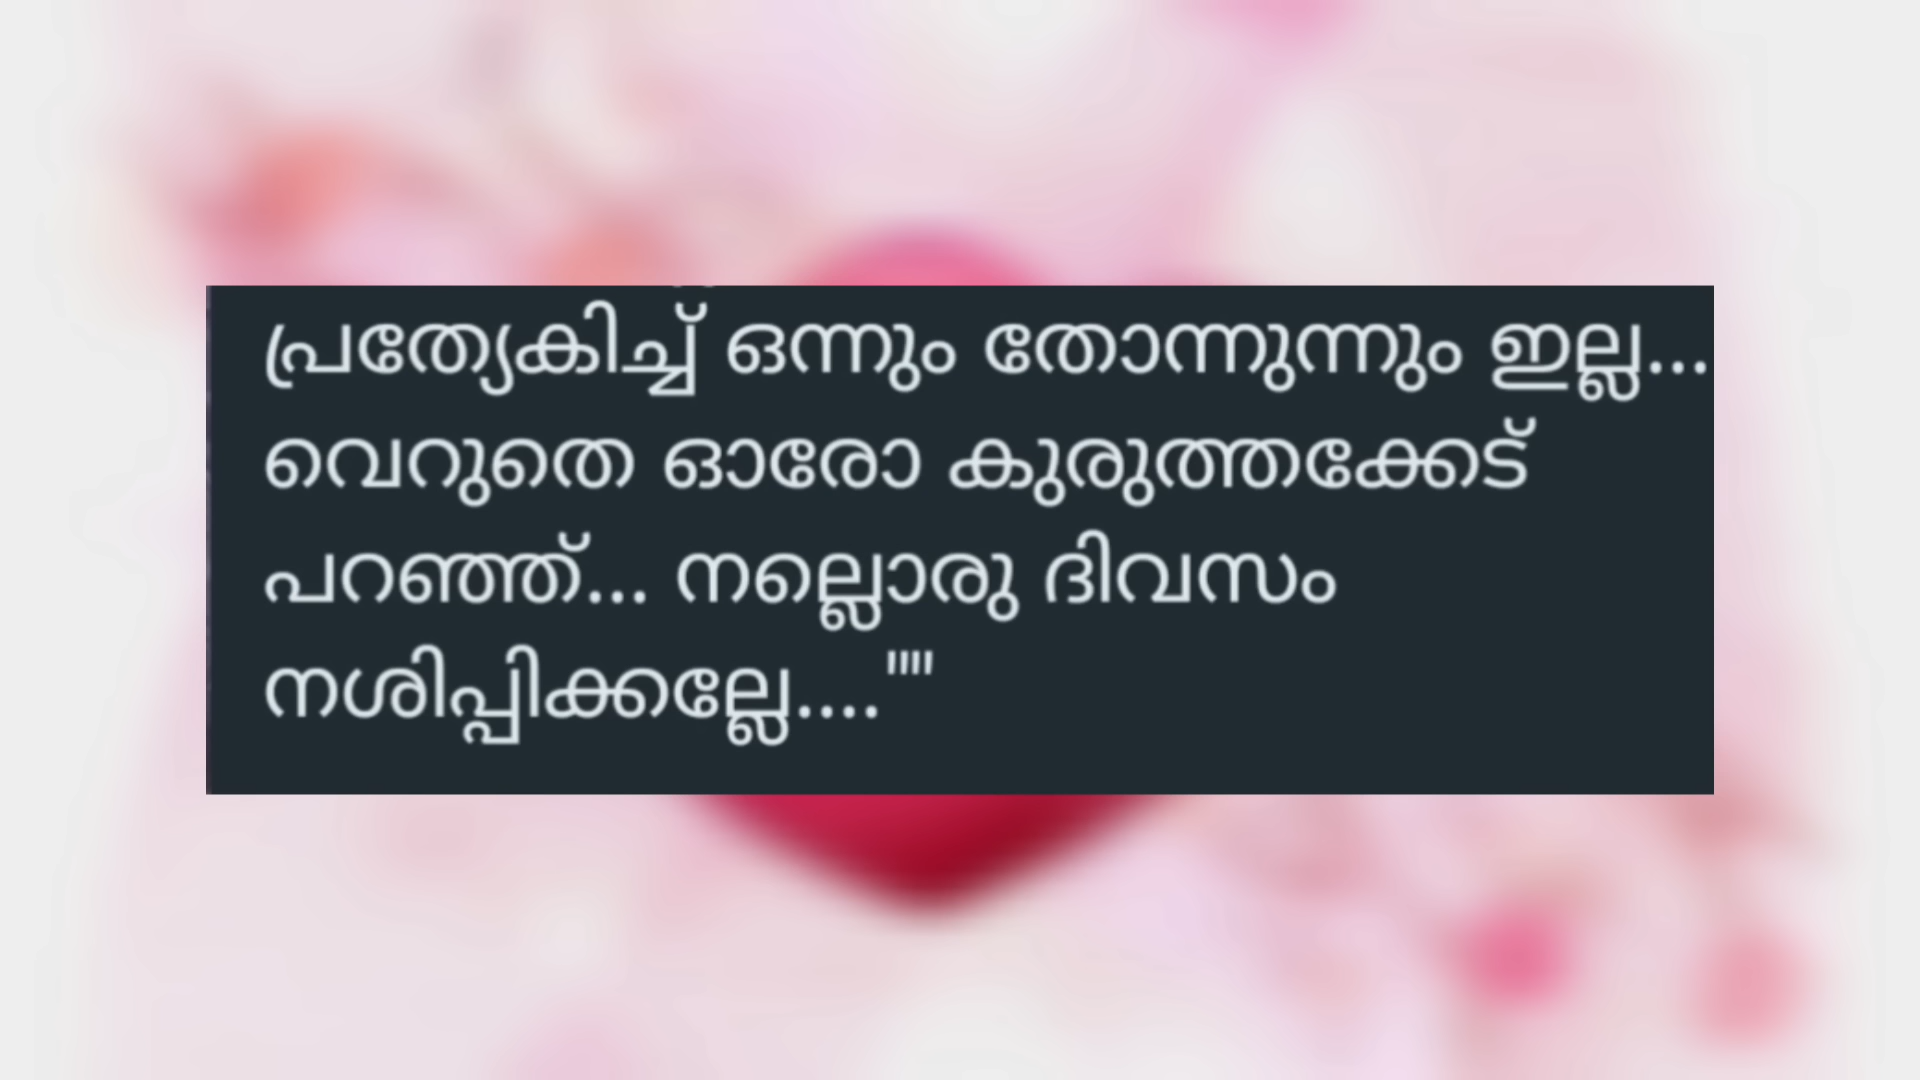 പ്രത്യേകിച്ച് ഒന്നും തോന്നുന്നും ഇല്ല...
വെറുതെ ഓരോ കുരുത്തക്കേട്
പറഞ്ഞ്... നല്ലൊരു ദിവസം
നശിപ്പിക്കല്ലേ....""